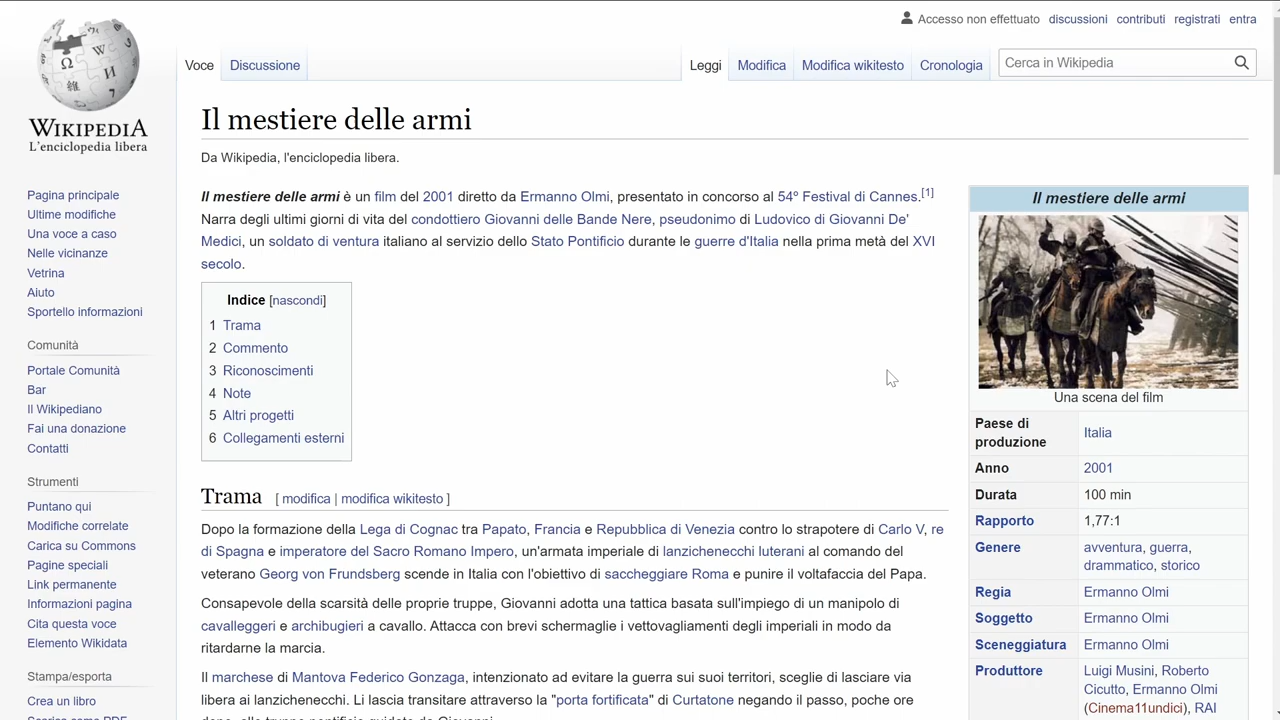 Accesso non effettuato discussioni contributi registrati entra
Voce Discussione Leggi Modifica Modifica wikitesto Cronologia Cerca in Wikipedia
WIKIPEDIA
L'enciclopedia libera
Pagina principale
Ultime modifiche
Una voce a caso
Nelle vicinanze
Vetrina
Aiuto
Sportello informazioni
Comunità
Portale Comunità
Bar
Il Wikipediano
Fai una donazione
Contatti
Strumenti
Puntano qui
Modifiche correlate
Carica su Commons
Pagine speciali
Link permanente
Informazioni pagina
Cita questa voce
Elemento Wikidata
Stampa/esporta
Crea un libro
Scarica come PDF
Il mestiere delle armi
Da Wikipedia, l'enciclopedia libera.
Il mestiere delle armi è un film del 2001 diretto da Ermanno Olmi, presentato in concorso al 54º Festival di Cannes.[1]
Narra degli ultimi giorni di vita del condottiero Giovanni delle Bande Nere, pseudonimo di Ludovico di Giovanni De'
Medici, un soldato di ventura italiano al servizio dello Stato Pontificio durante le guerre d'Italia nella prima metà del XVI
secolo.
Indice [nascondi]
1 Trama
2 Commento
3 Riconoscimenti
4 Note
5 Altri progetti
6 Collegamenti esterni
Trama [ modifica | modifica wikitesto ]
Dopo la formazione della Lega di Cognac tra Papato, Francia e Repubblica di Venezia contro lo strapotere di Carlo V, re
di Spagna e imperatore del Sacro Romano Impero, un'armata imperiale di lanzichenecchi luterani al comando del
veterano Georg von Frundsberg scende in Italia con l'obiettivo di saccheggiare Roma e punire il voltafaccia del Papa.
Consapevole della scarsità delle proprie truppe, Giovanni adotta una tattica basata sull'impiego di un manipolo di
cavalleggeri e archibugieri a cavallo. Attacca con brevi schermaglie i vettovagliamenti degli imperiali in modo da
ritardarne la marcia.
Il marchese di Mantova Federico Gonzaga, intenzionato ad evitare la guerra sui suoi territori, sceglie di lasciare via
libera ai lanzichenecchi. Li lascia transitare attraverso la "porta fortificata" di Curtatone negando il passo, poche ore
dopo, alle truppe pontificie guidate da Giovanni.
Il mestiere delle armi
Una scena del film
Paese di
produzione Italia
Anno 2001
Durata 100 min
Rapporto 1,77:1
Genere avventura, guerra,
drammatico, storico
Regia Ermanno Olmi
Soggetto Ermanno Olmi
Sceneggiatura Ermanno Olmi
Produttore Luigi Musini, Roberto
Cicutto, Ermanno Olmi
(Cinema11undici), RAI